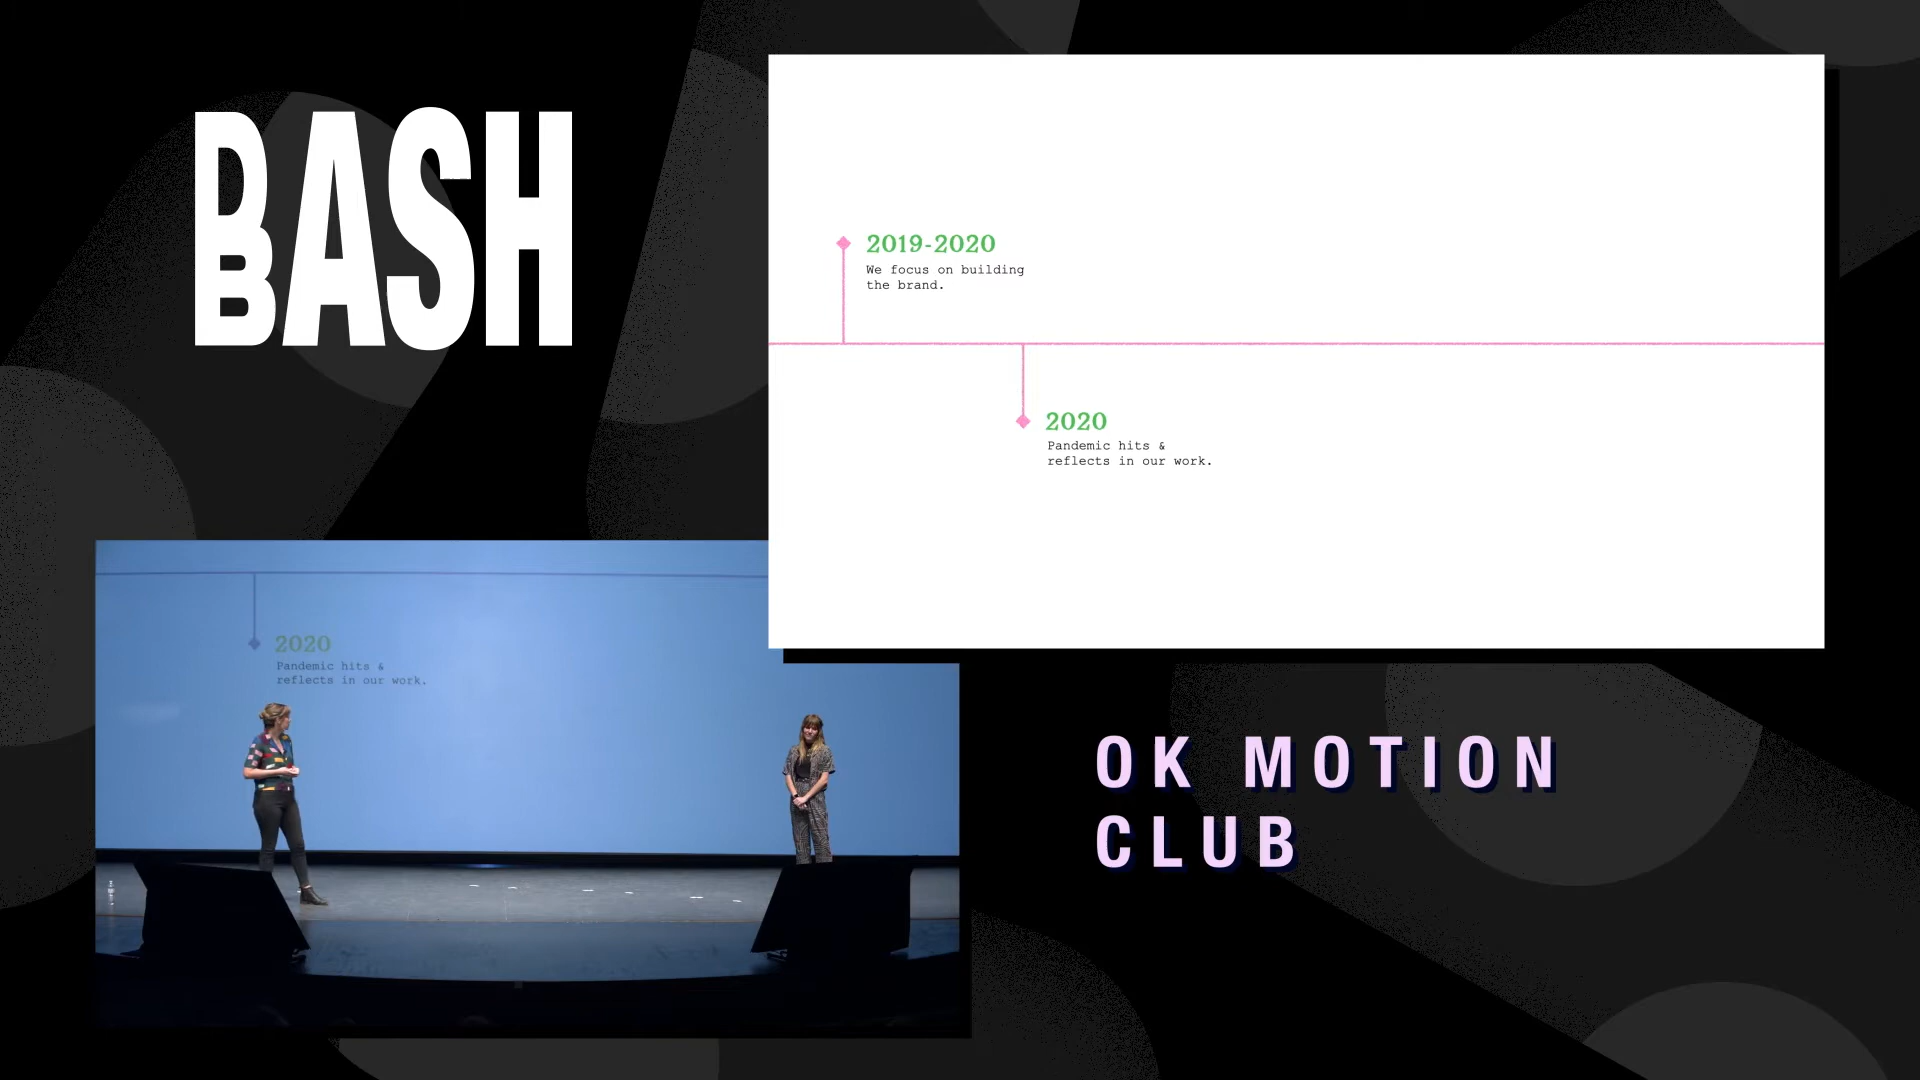 BASH
2019-2020
We focus on building
the brand.
2020
Pandemic hits &
reflects in our work.
2020
Pandemic hits &
reflects in our work.
OK MOTION
CLUB